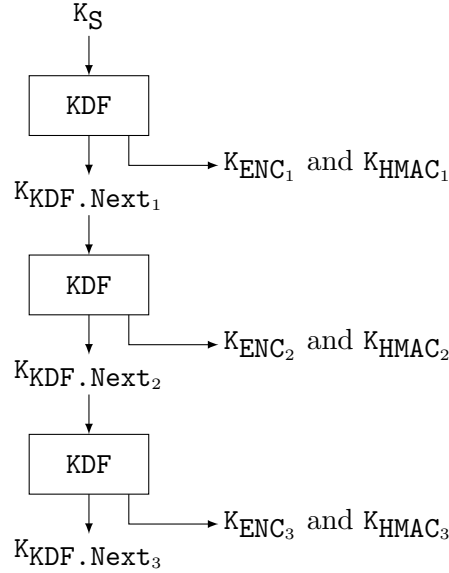 K_S
KDF
K_ENC₁ and K_HMAC₁
K_KDF.Next₁
KDF
K_ENC₂ and K_HMAC₂
K_KDF.Next₂
KDF
K_ENC₃ and K_HMAC₃
K_KDF.Next₃